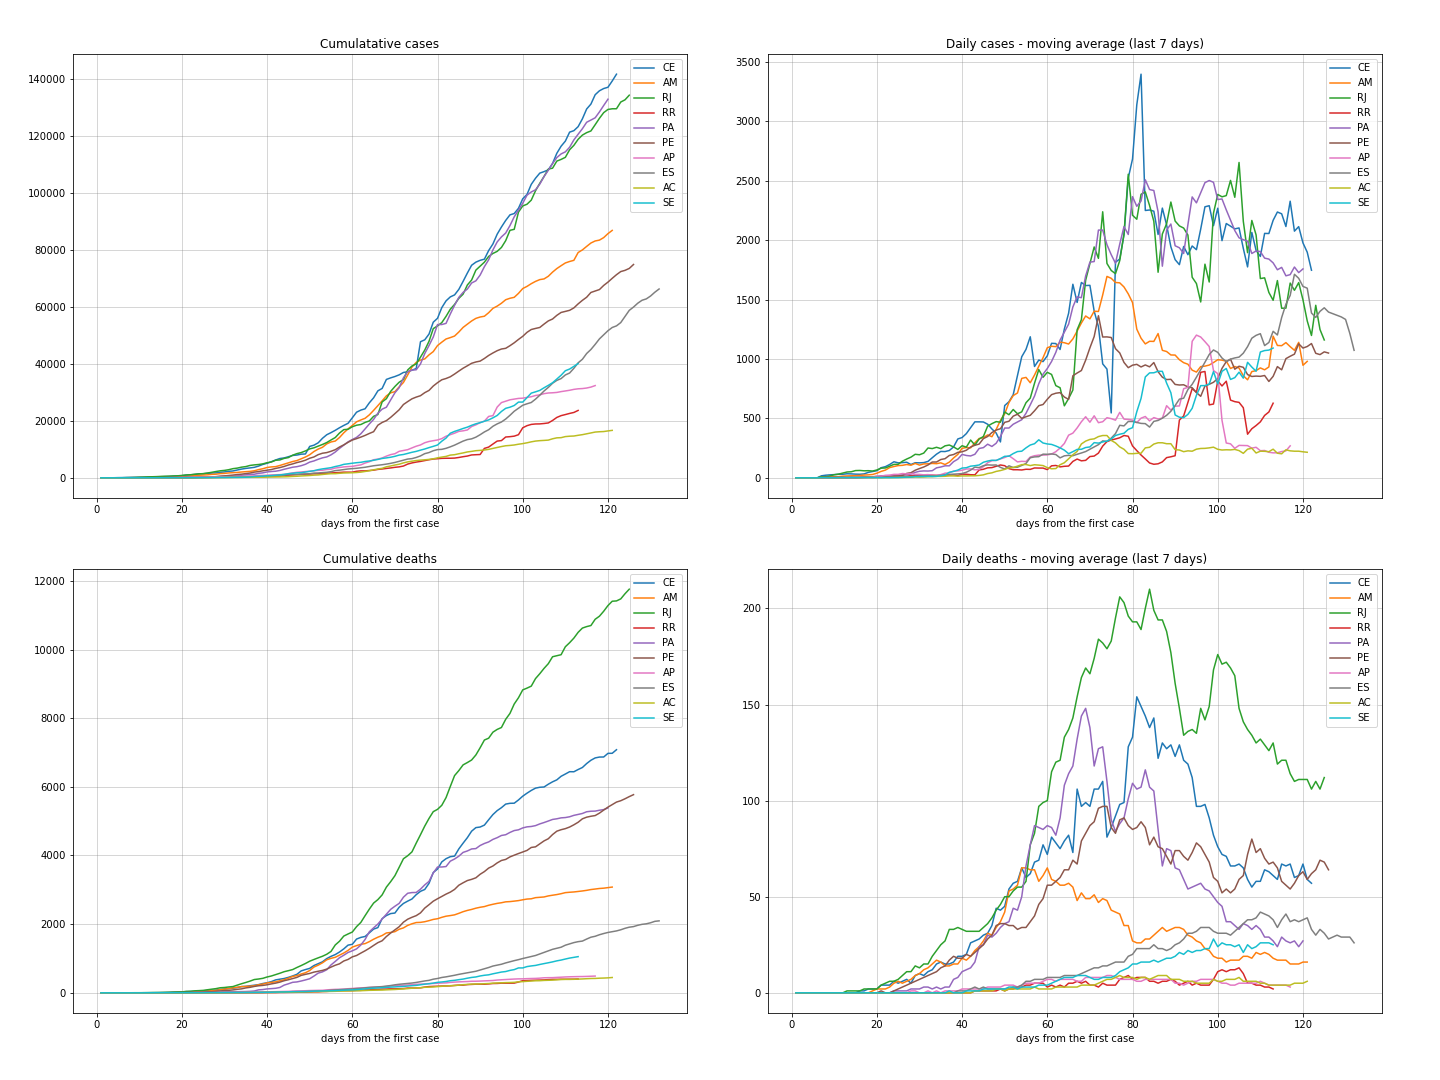 Cumulatative cases
140000
120000
100000
80000
60000
40000
20000
0
0 20 40 60 80 100 120
days from the first case
CE
AM
RJ
RR
PA
PE
AP
ES
AC
SE
Daily cases - moving average (last 7 days)
3500
3000
2500
2000
1500
1000
500
0
0 20 40 60 80 100 120
days from the first case
CE
AM
RJ
RR
PA
PE
AP
ES
AC
SE
Cumulative deaths
12000
10000
8000
6000
4000
2000
0
0 20 40 60 80 100 120
days from the first case
CE
AM
RJ
RR
PA
PE
AP
ES
AC
SE
Daily deaths - moving average (last 7 days)
200
150
100
50
0
0 20 40 60 80 100 120
days from the first case
CE
AM
RJ
RR
PA
PE
AP
ES
AC
SE